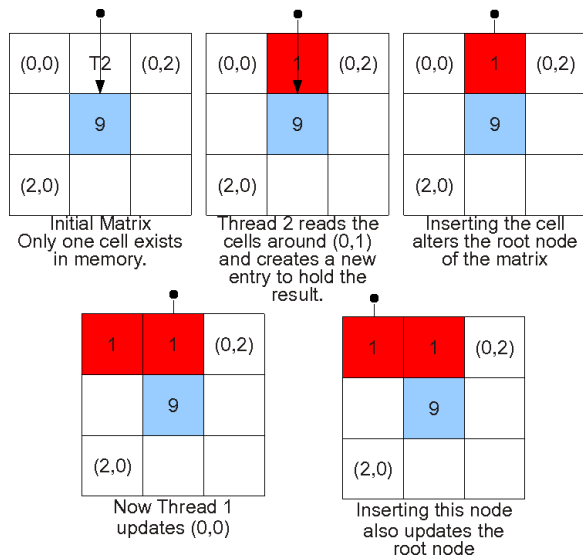 (0,0) T2 (0,2)
9
(2,0)
Initial Matrix
Only one cell exists
in memory.
(0,0) 1 (0,2)
9
(2,0)
Thread 2 reads the
cells around (0,1)
and creates a new
entry to hold the
result.
(0,0) 1 (0,2)
9
(2,0)
Inserting the cell
alters the root node
of the matrix
1 1 (0,2)
9
(2,0)
Now Thread 1
updates (0,0)
1 1 (0,2)
9
(2,0)
Inserting this node
also updates the
root node